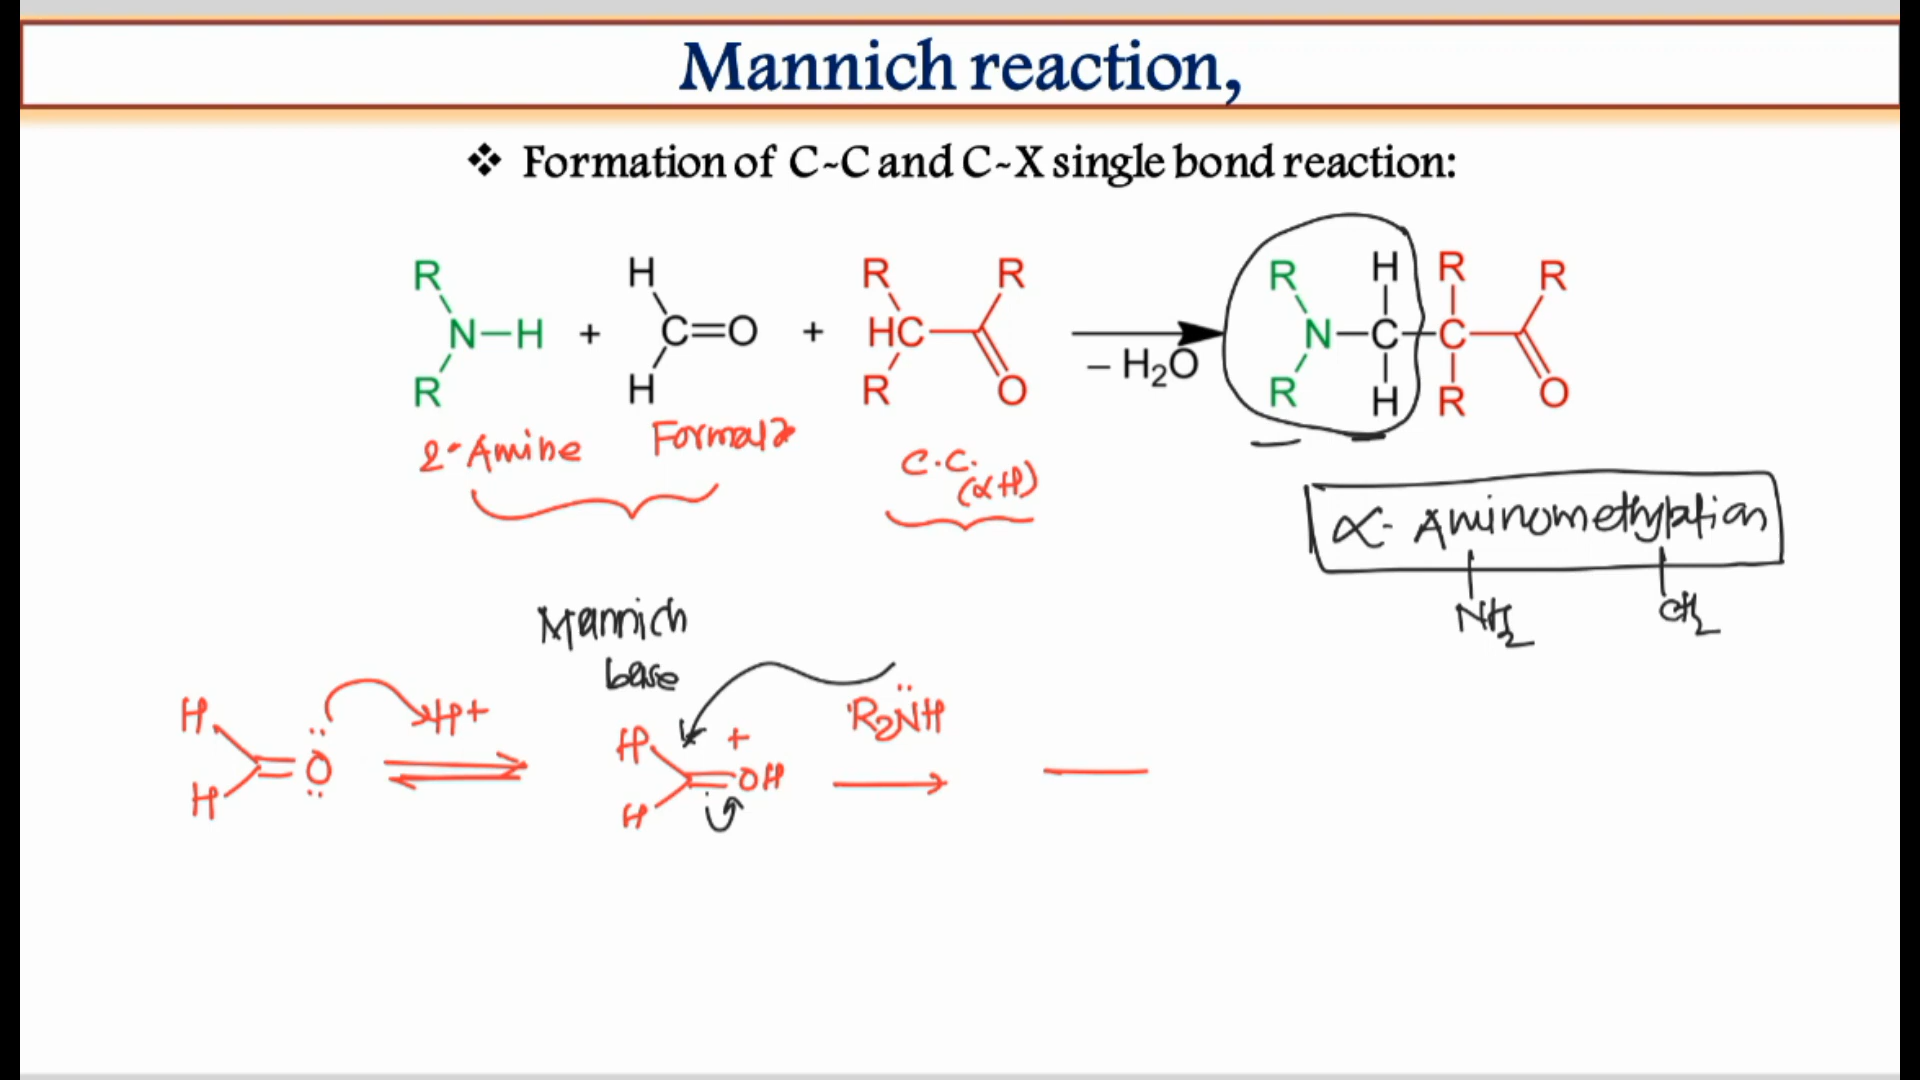 Mannich reaction,
❖ Formation of C-C and C-X single bond reaction:
R H R R H R R
N-H + C=O + HC O → N-C-C O
R H R - H₂O R H R
2° Amine
C.C.
(αH)
α- Aminomethylation
NH₂ CH₂
Mannich
base
H O H+ H + OH R₂NH
H H